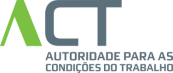 ACT
AUTORIDADE PARA AS
CONDIÇÕES DO TRABALHO